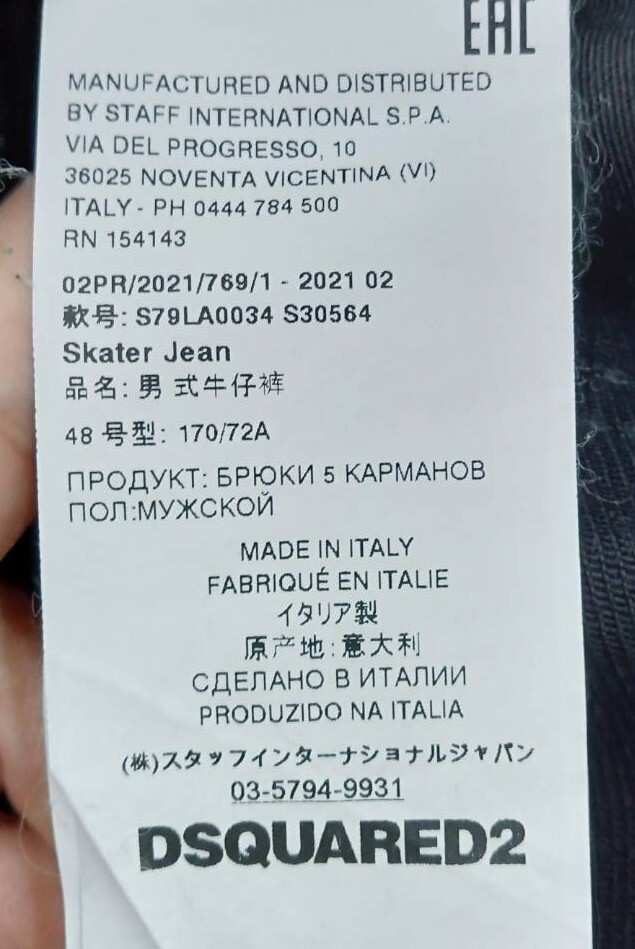 EAC
MANUFACTURED AND DISTRIBUTED
BY STAFF INTERNATIONAL S.P.A.
VIA DEL PROGRESSO, 10
36025 NOVENTA VICENTINA (VI)
ITALY - PH 0444 784 500
RN 154143
02PR/2021/769/1 - 2021 02
款号: S79LA0034 S30564
Skater Jean
品名: 男 式牛仔裤
48 号型: 170/72A
ПРОДУКТ: БРЮКИ 5 КАРМАНОВ
ПОЛ:МУЖСКОЙ
MADE IN ITALY
FABRIQUÉ EN ITALIE
イタリア製
原产地:意大利
СДЕЛАНО В ИТАЛИИ
PRODUZIDO NA ITALIA
(株)スタッフインターナショナルジャパン
03-5794-9931
DSQUARED2